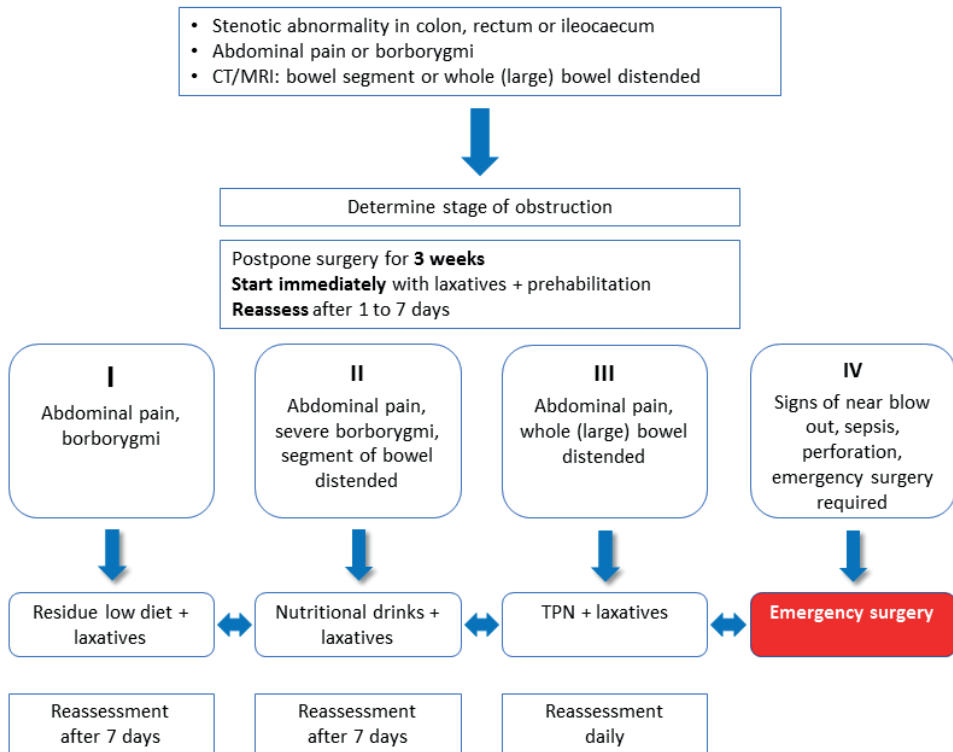 • Stenotic abnormality in colon, rectum or ileocaecum
• Abdominal pain or borborygmi
• CT/MRI: bowel segment or whole (large) bowel distended
Determine stage of obstruction
Postpone surgery for 3 weeks
Start immediately with laxatives + prehabilitation
Reassess after 1 to 7 days
I
Abdominal pain,
borborygmi
II
Abdominal pain,
severe borborygmi,
segment of bowel
distended
III
Abdominal pain,
whole (large) bowel
distended
IV
Signs of near blow
out, sepsis,
perforation,
emergency surgery
required
Residue low diet +
laxatives
Nutritional drinks +
laxatives
TPN + laxatives
Emergency surgery
Reassessment
after 7 days
Reassessment
after 7 days
Reassessment
daily